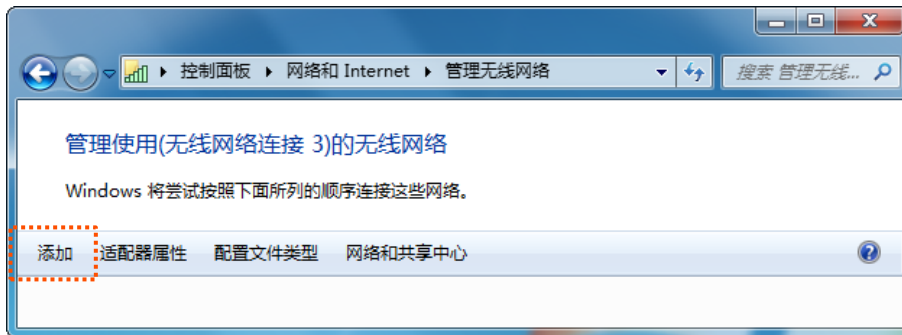 控制面板 网络和 Internet 管理无线网络 搜索 管理无线...
管理使用(无线网络连接 3)的无线网络
Windows 将尝试按照下面所列的顺序连接这些网络。
添加 适配器属性 配置文件类型 网络和共享中心